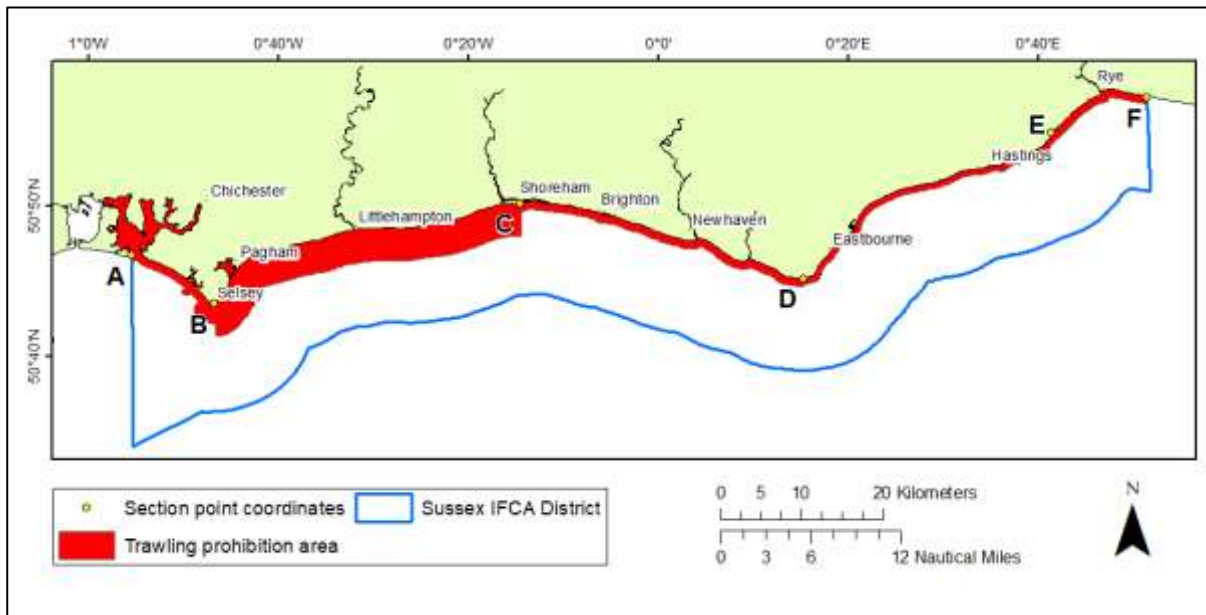 1°0'W 0°40'W 0°20'W 0°0' 0°20'E 0°40'E
Rye
E
F
Hastings
Chichester
50°50'N
Shoreham
Brighton
Littlehampton
C
Newhaven
Eastbourne
Pagham
A
Selsey
D
B
50°40'N
Section point coordinates
Sussex IFCA District
Trawling prohibition area
0 5 10 20 Kilometers
0 3 6 12 Nautical Miles
N